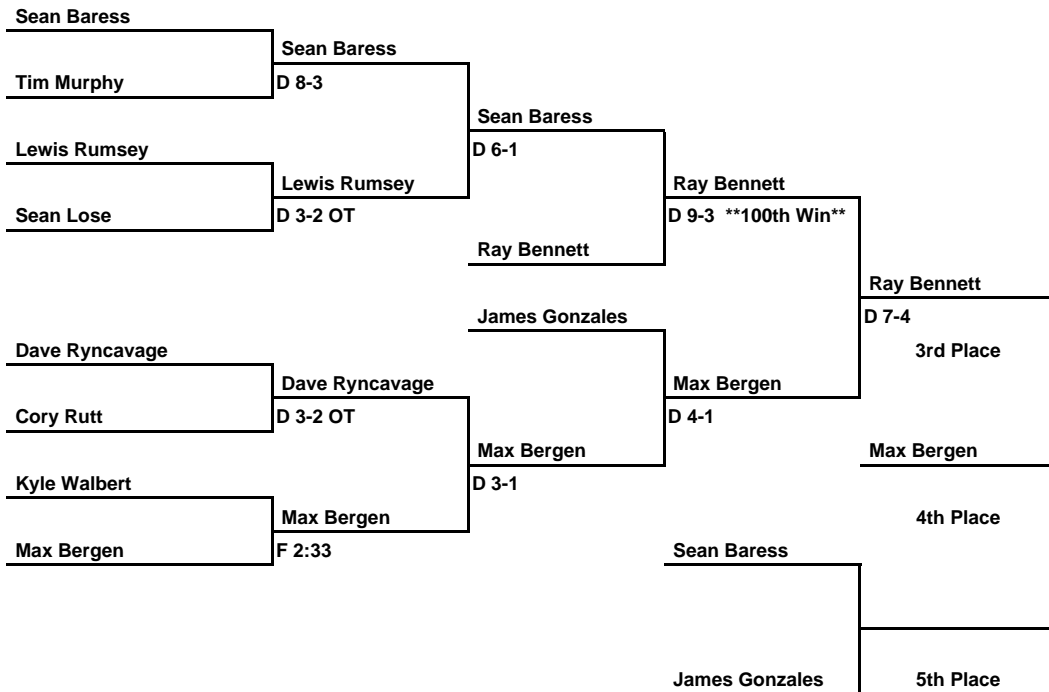 Sean Baress
Sean Baress
Tim Murphy
D 8-3
Sean Baress
Lewis Rumsey
D 6-1
Lewis Rumsey
Ray Bennett
Sean Lose
D 3-2 OT
D 9-3 **100th Win**
Ray Bennett
Ray Bennett
James Gonzales
D 7-4
Dave Ryncavage
3rd Place
Dave Ryncavage
Max Bergen
Cory Rutt
D 3-2 OT
D 4-1
Max Bergen
Max Bergen
Kyle Walbert
D 3-1
Max Bergen
4th Place
Max Bergen
F 2:33
Sean Baress
James Gonzales
5th Place